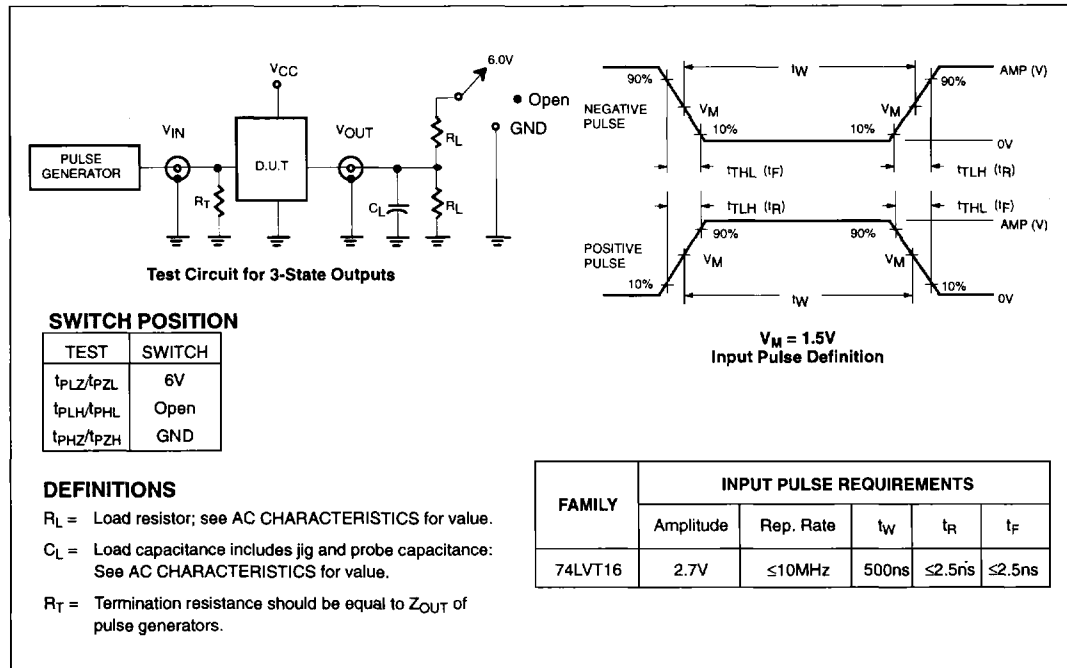 VCC
6.0V
Open
GND
VIN
VOUT
RL
PULSE
GENERATOR
D.U.T
RT
CL
RL
Test Circuit for 3-State Outputs
90%
tW
90%
AMP (V)
NEGATIVE
PULSE
VM
VM
10%
10%
0V
tTHL (tF)
tTLH (tR)
tTLH (tR)
tTHL (tF)
AMP (V)
90%
90%
POSITIVE
PULSE
VM
VM
10%
10%
tW
0V
VM = 1.5V
Input Pulse Definition
SWITCH POSITION
TEST SWITCH
tPLZ/tPZL 6V
tPLH/tPHL Open
tPHZ/tPZH GND
DEFINITIONS
RL = Load resistor; see AC CHARACTERISTICS for value.
CL = Load capacitance includes jig and probe capacitance:
See AC CHARACTERISTICS for value.
RT = Termination resistance should be equal to ZOUT of
pulse generators.
FAMILY INPUT PULSE REQUIREMENTS
Amplitude Rep. Rate tW tR tF
74LVT16 2.7V ≤10MHz 500ns ≤2.5ns ≤2.5ns